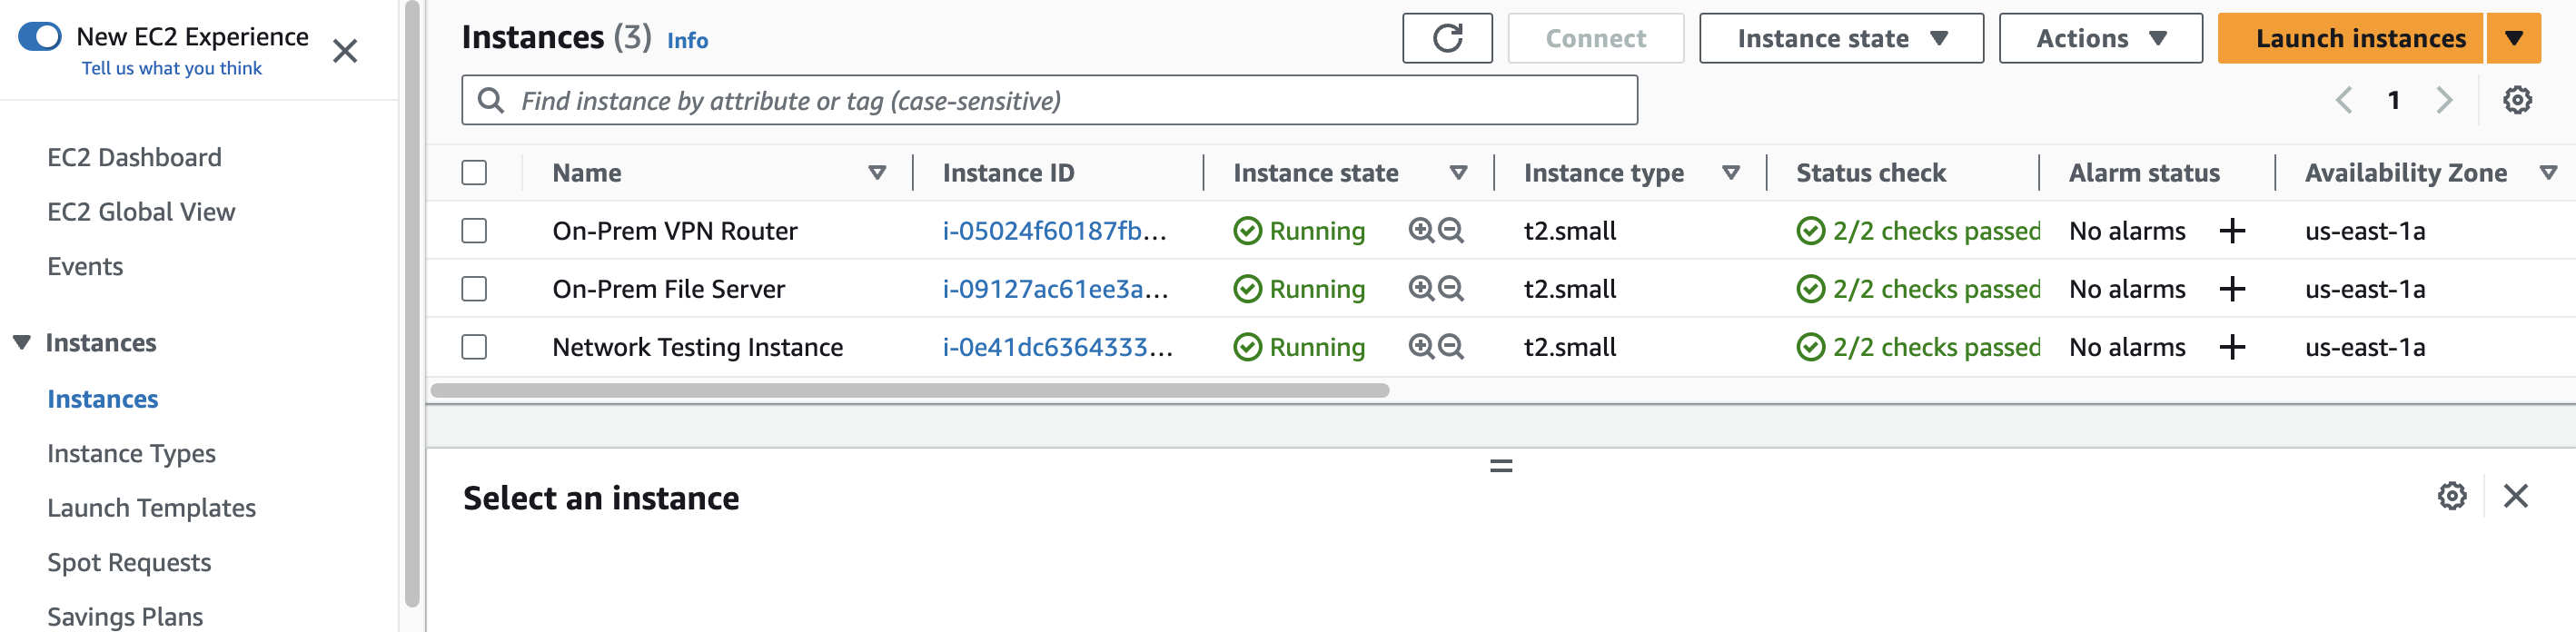 New EC2 Experience
Tell us what you think
EC2 Dashboard
EC2 Global View
Events
Instances
Instances
Instance Types
Launch Templates
Spot Requests
Savings Plans
Instances (3) Info
Connect Instance state Actions Launch instances
Find instance by attribute or tag (case-sensitive)
1
Name Instance ID Instance state Instance type Status check Alarm status Availability Zone
On-Prem VPN Router i-05024f60187fb... Running t2.small 2/2 checks passed No alarms us-east-1a
On-Prem File Server i-09127ac61ee3a... Running t2.small 2/2 checks passed No alarms us-east-1a
Network Testing Instance i-0e41dc6364333... Running t2.small 2/2 checks passed No alarms us-east-1a
Select an instance